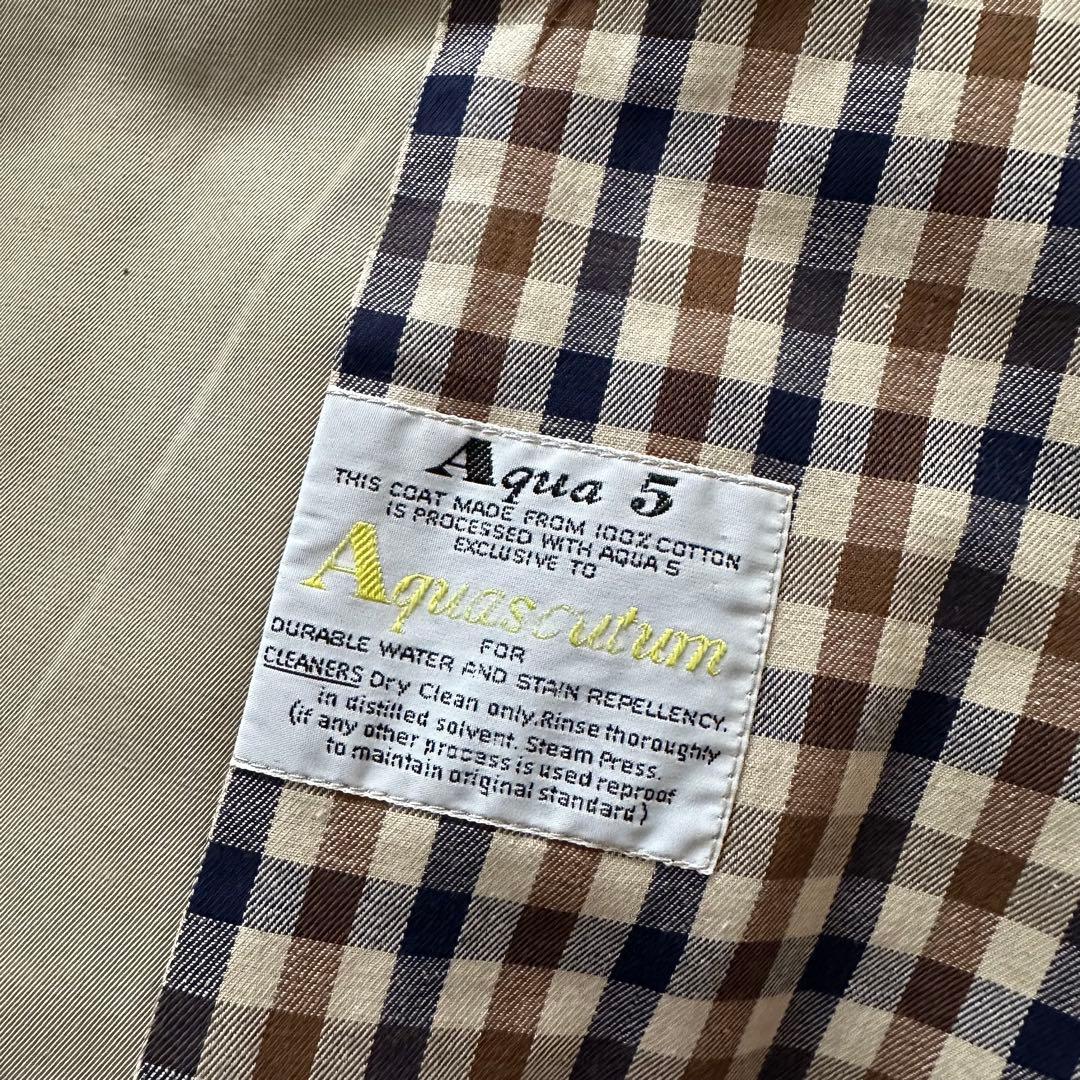 Aqua 5
THIS COAT MADE FROM 100% COTTON
IS PROCESSED WITH AQUA 5
EXCLUSIVE TO
Aquascutum
FOR
DURABLE WATER AND STAIN REPELLENCY.
CLEANERS Dry Clean only. Rinse thoroughly
in distilled solvent. Steam Press.
(if any other process is used reproof
to maintain original standard)